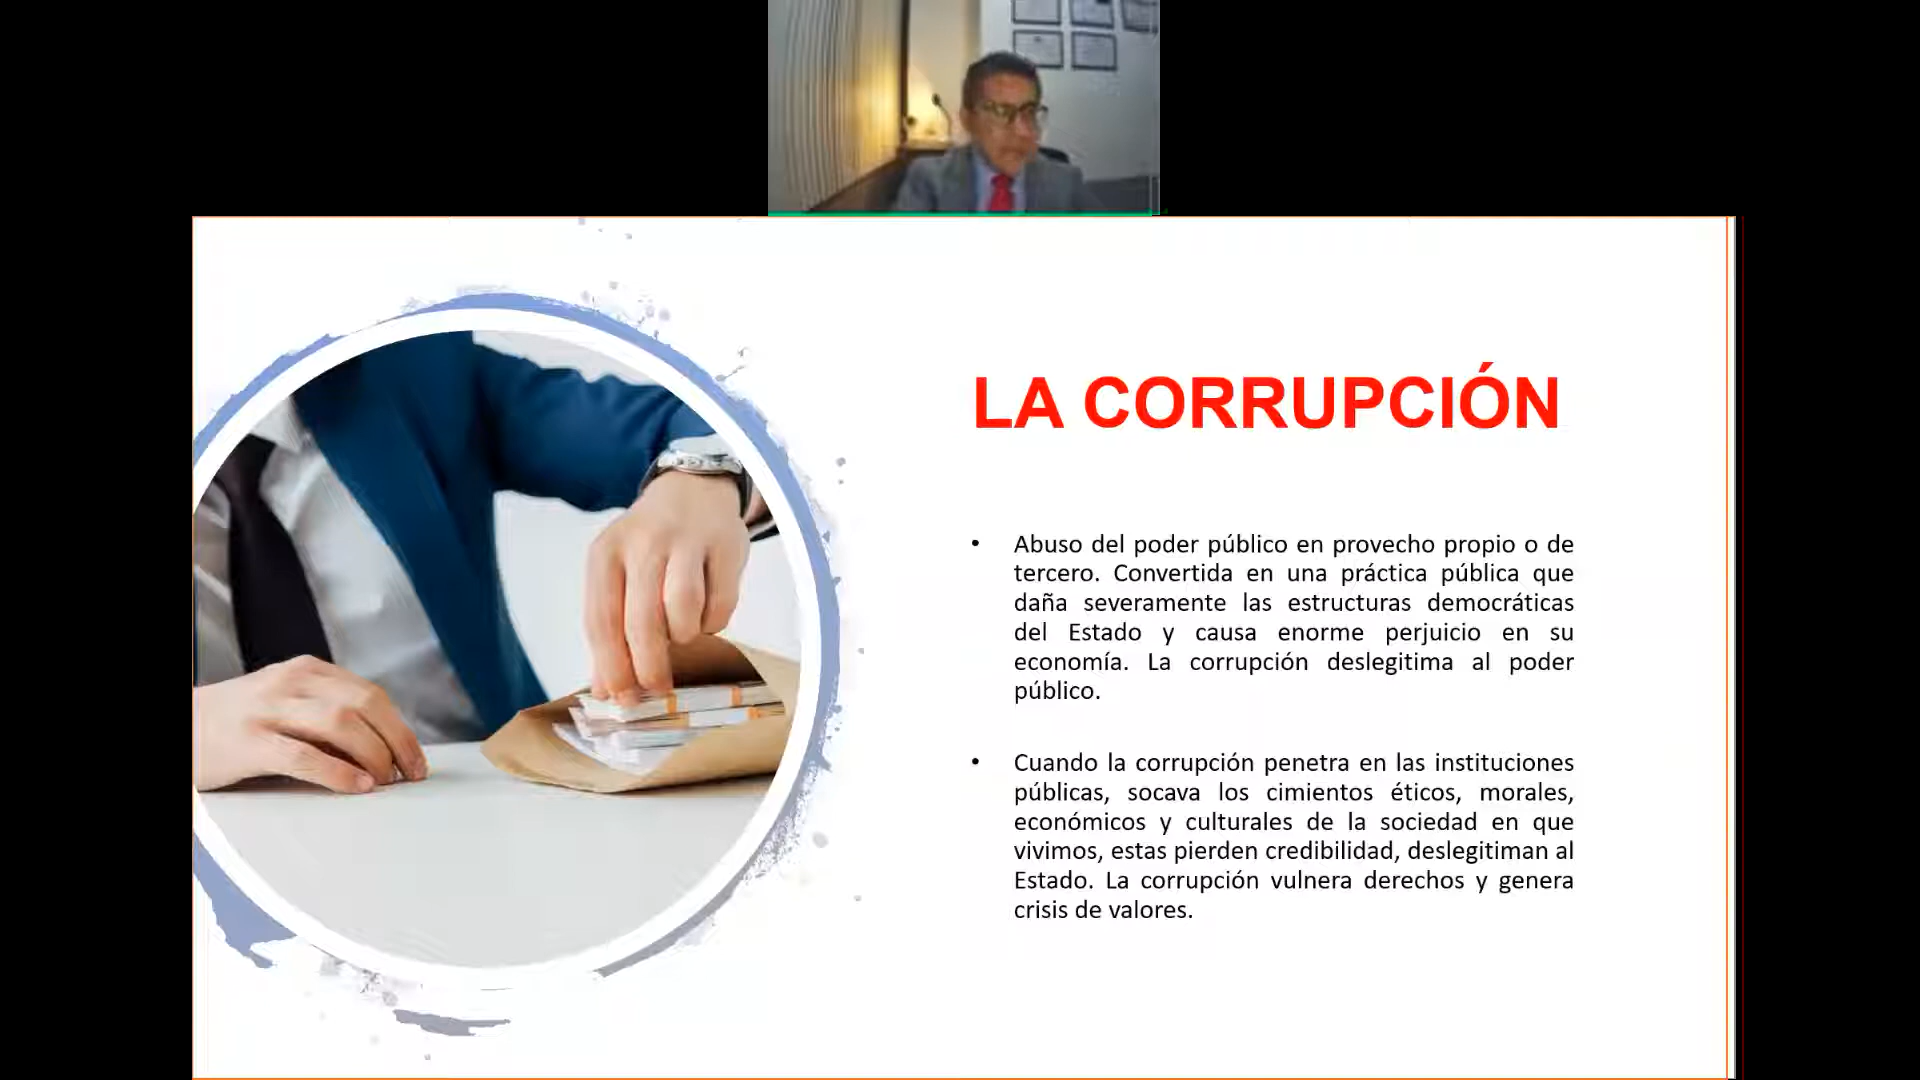 LA CORRUPCIÓN
• Abuso del poder público en provecho propio o de
tercero. Convertida en una práctica pública que
daña severamente las estructuras democráticas
del Estado y causa enorme perjuicio en su
economía. La corrupción deslegitima al poder
público.
• Cuando la corrupción penetra en las instituciones
públicas, socava los cimientos éticos, morales,
económicos y culturales de la sociedad en que
vivimos, estas pierden credibilidad, deslegitiman al
Estado. La corrupción vulnera derechos y genera
crisis de valores.